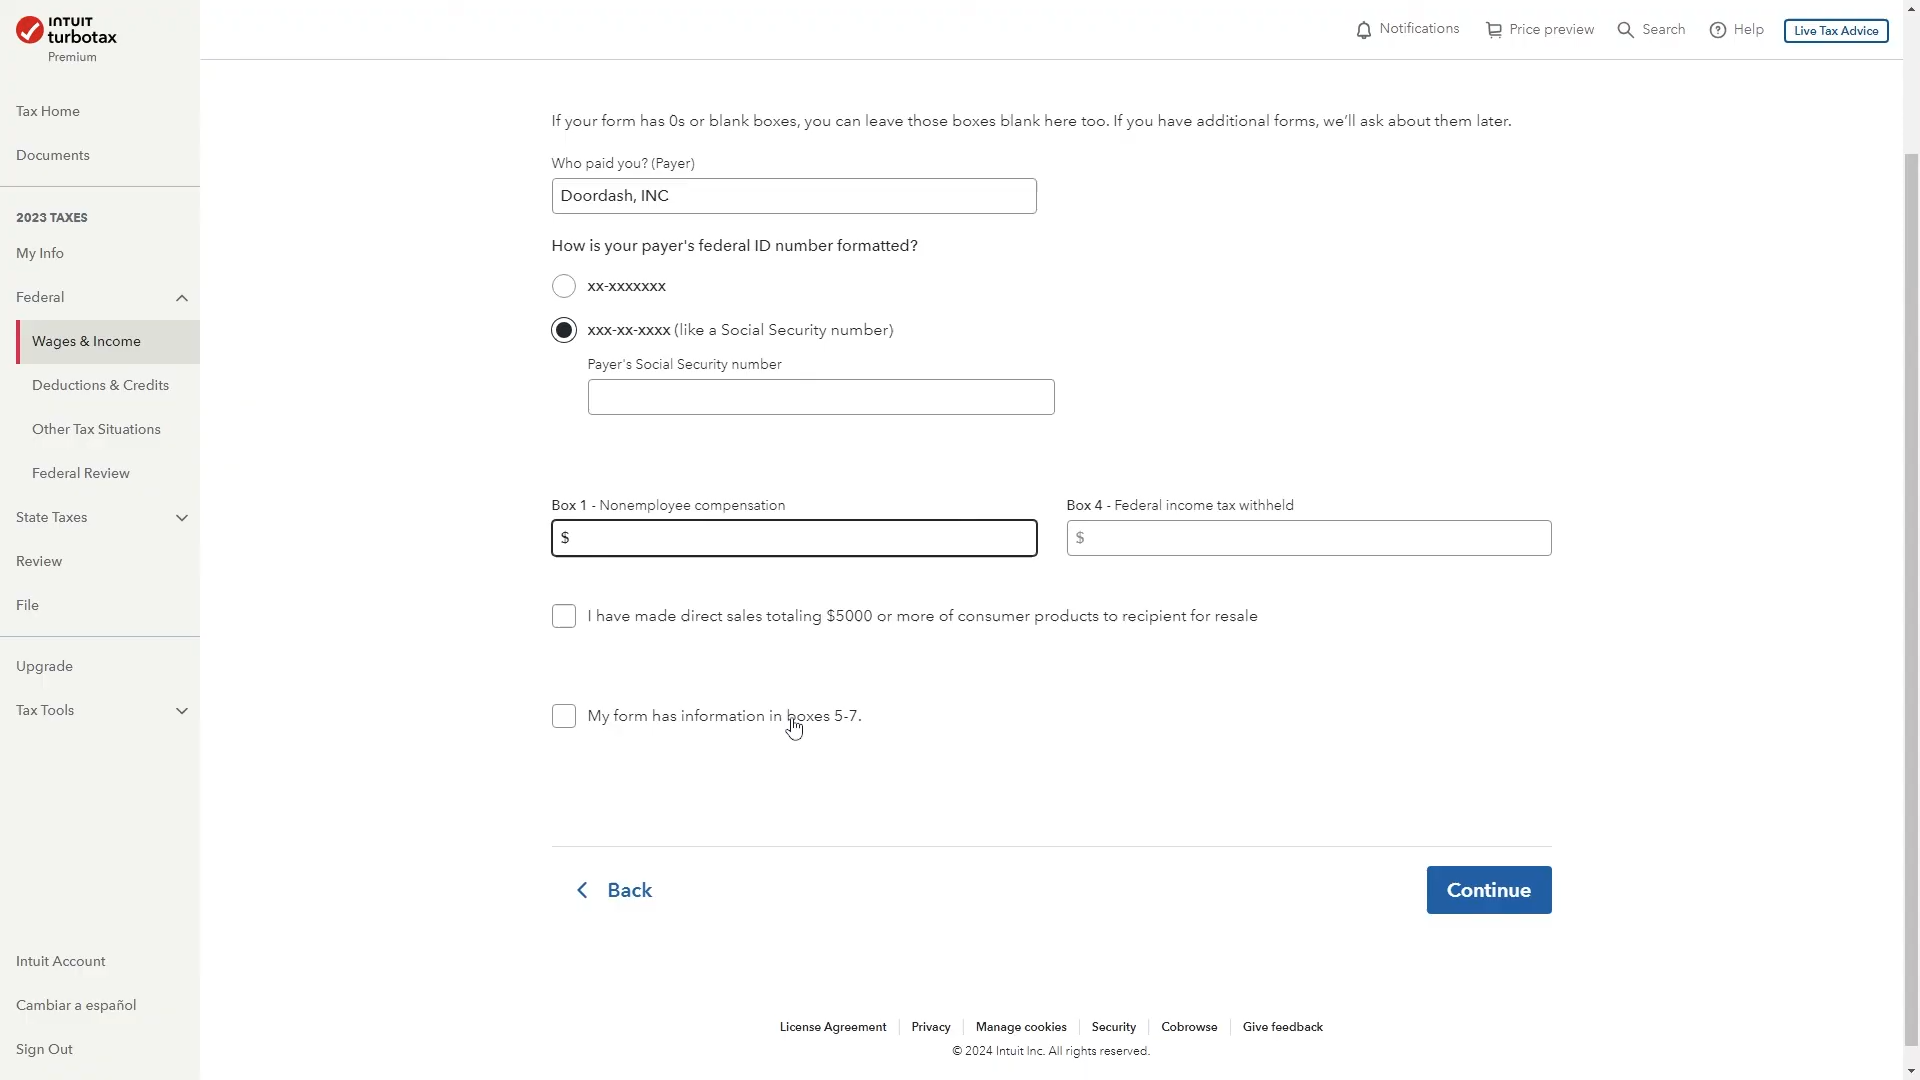 INTUIT
turbotax
Premium
Notifications
Price preview
Search
Help
Live Tax Advice
Tax Home
Documents
2023 TAXES
My Info
Federal
Wages & Income
Deductions & Credits
Other Tax Situations
Federal Review
State Taxes
Review
File
Upgrade
Tax Tools
Intuit Account
Cambiar a español
Sign Out
If your form has 0s or blank boxes, you can leave those boxes blank here too. If you have additional forms, we'll ask about them later.
Who paid you? (Payer)
Doordash, INC
How is your payer's federal ID number formatted?
xx-xxxxxxx
xxx-xx-xxxx (like a Social Security number)
Payer's Social Security number
Box 1 - Nonemployee compensation
$
Box 4 - Federal income tax withheld
$
I have made direct sales totaling $5000 or more of consumer products to recipient for resale
My form has information in boxes 5-7.
Back
Continue
License Agreement
Privacy
Manage cookies
Security
Cobrowse
Give feedback
© 2024 Intuit Inc. All rights reserved.